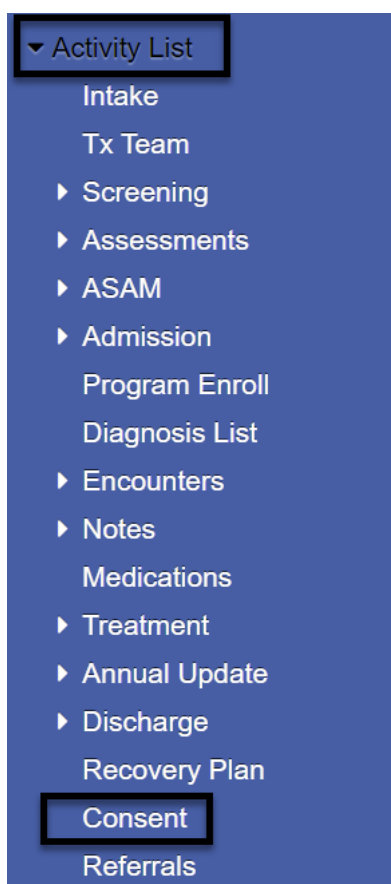 Activity List
Intake
Tx Team
Screening
Assessments
ASAM
Admission
Program Enroll
Diagnosis List
Encounters
Notes
Medications
Treatment
Annual Update
Discharge
Recovery Plan
Consent
Referrals